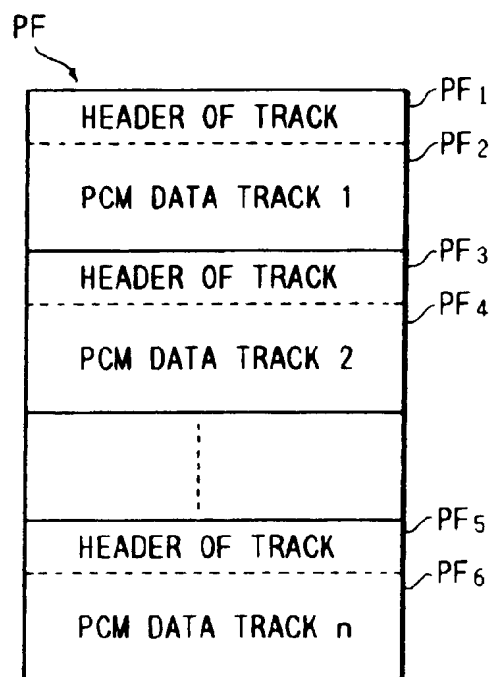 PF
HEADER OF TRACK PF1
PCM DATA TRACK 1 PF2
HEADER OF TRACK PF3
PCM DATA TRACK 2 PF4
HEADER OF TRACK PF5
PCM DATA TRACK n PF6